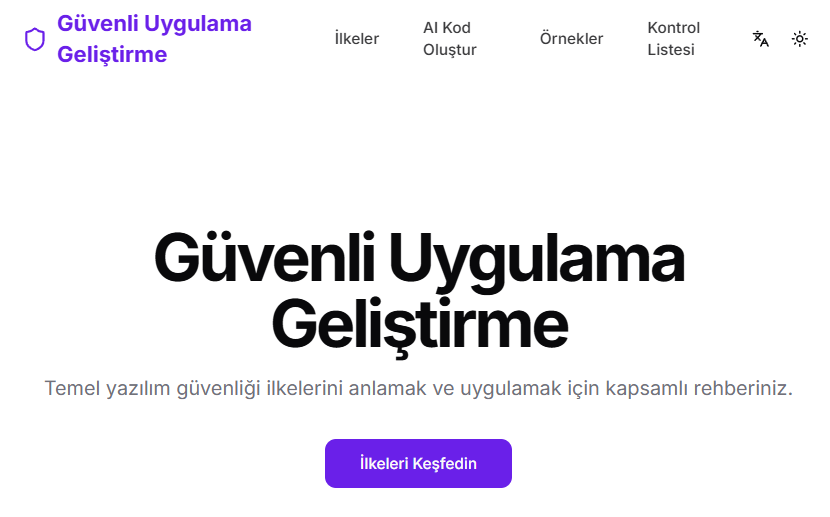 Güvenli Uygulama
Geliştirme
İlkeler
AI Kod
Oluştur
Örnekler
Kontrol
Listesi
Güvenli Uygulama
Geliştirme
Temel yazılım güvenliği ilkelerini anlamak ve uygulamak için kapsamlı rehberiniz.
İlkeleri Keşfedin